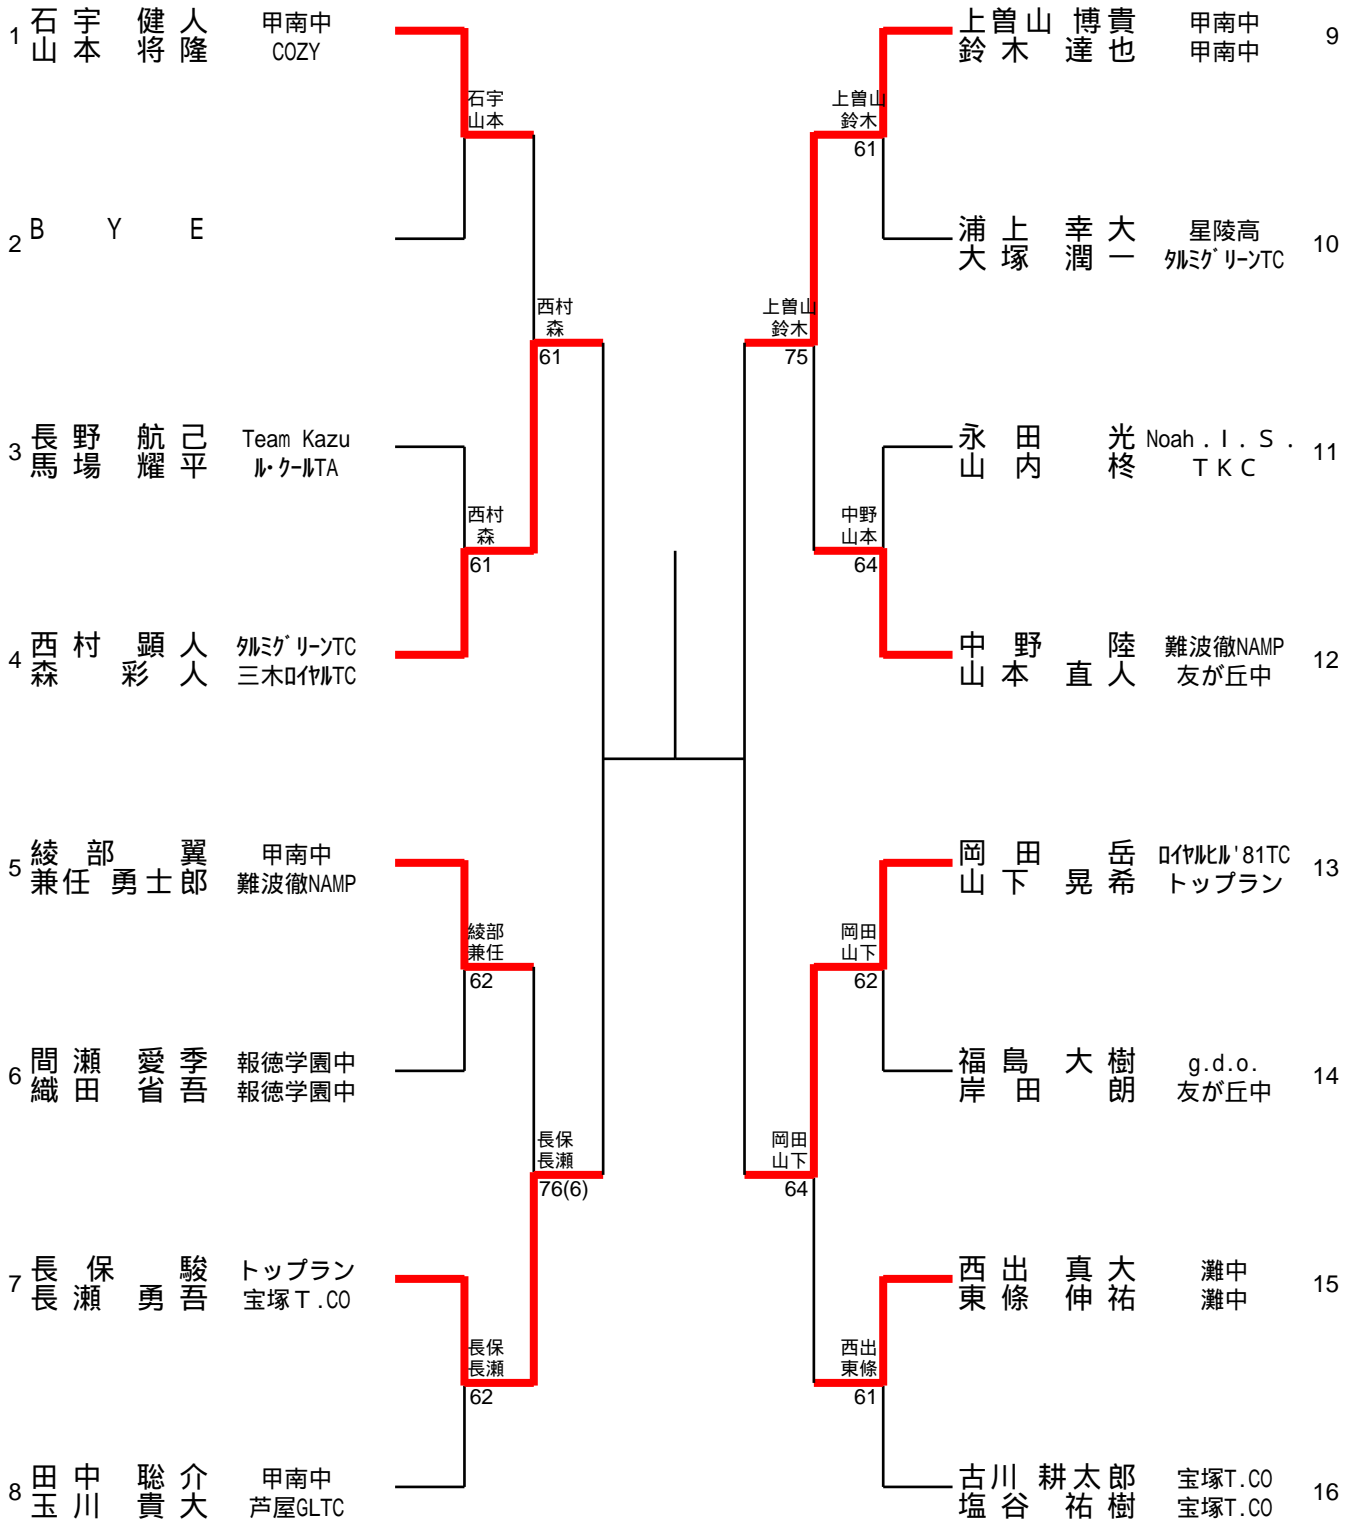 1 石宇 健人 甲南中
山本 将隆 COZY
石宇
山本
2 B Y E
西村
森
61
3 長野 航己 Team Kazu
馬場 耀平 ル・クールTA
西村
森
61
4 西村 顕人 タルミグリーンTC
森 彩人 三木ロイヤルTC
5 綾部 翼 甲南中
兼任 勇士郎 難波徹NAMP
綾部
兼任
62
6 間瀬 愛季 報徳学園中
織田 省吾 報徳学園中
長保
長瀬
76(6)
7 長保 駿 トップラン
長瀬 勇吾 宝塚T.CO
長保
長瀬
62
8 田中 聡介 甲南中
玉川 貴大 芦屋GLTC
上曽山 博貴 甲南中 9
鈴木 達也 甲南中
上曽山
鈴木
61
浦上 幸大 星陵高 10
大塚 潤一 タルミグリーンTC
上曽山
鈴木
75
永田 光 Noah.I.S. 11
山内 柊 TKC
中野
山本
64
中野 陸 難波徹NAMP 12
山本 直人 友が丘中
岡田 岳 ロイヤルヒル'81TC 13
山下 晃希 トップラン
岡田
山下
62
福島 大樹 g.d.o. 14
岸田 朗 友が丘中
岡田
山下
64
西出 真大 灘中 15
東條 伸祐 灘中
西出
東條
61
古川 耕太郎 宝塚T.CO 16
塩谷 祐樹 宝塚T.CO